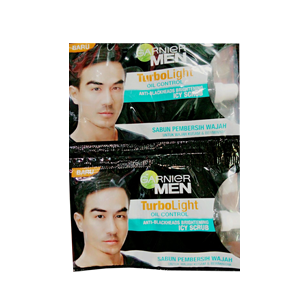 BARU
GARNIER
MEN
TurboLight
OIL CONTROL
ANTI-BLACKHEADS BRIGHTENING
ICY SCRUB
SABUN PEMBERSIH WAJAH
BARU
GARNIER
MEN
TurboLight
OIL CONTROL
ANTI-BLACKHEADS BRIGHTENING
ICY SCRUB
SABUN PEMBERSIH WAJAH